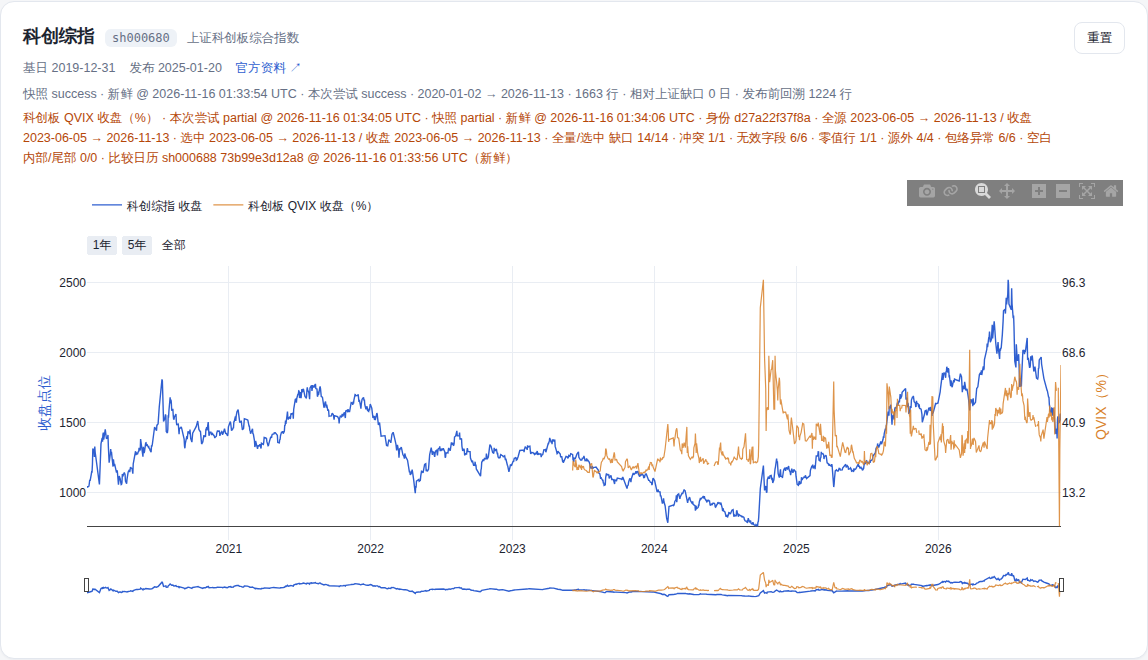 科创综指 sh000680 上证科创板综合指数
重置
基日 2019-12-31 发布 2025-01-20 官方资料 ↗
快照 success · 新鲜 @ 2026-11-16 01:33:54 UTC · 本次尝试 success · 2020-01-02 → 2026-11-13 · 1663 行 · 相对上证缺口 0 日 · 发布前回溯 1224 行
科创板 QVIX 收盘（%） · 本次尝试 partial @ 2026-11-16 01:34:05 UTC · 快照 partial · 新鲜 @ 2026-11-16 01:34:06 UTC · 身份 d27a22f37f8a · 全源 2023-06-05 → 2026-11-13 / 收盘
2023-06-05 → 2026-11-13 · 选中 2023-06-05 → 2026-11-13 / 收盘 2023-06-05 → 2026-11-13 · 全量/选中 缺口 14/14 · 冲突 1/1 · 无效字段 6/6 · 零值行 1/1 · 源外 4/4 · 包络异常 6/6 · 空白
内部/尾部 0/0 · 比较日历 sh000688 73b99e3d12a8 @ 2026-11-16 01:33:56 UTC（新鲜）
科创综指 收盘 科创板 QVIX 收盘（%）
1年 5年 全部
2500 96.3
2000 68.6
1500 40.9
1000 13.2
收盘点位
QVIX（%）
2021 2022 2023 2024 2025 2026